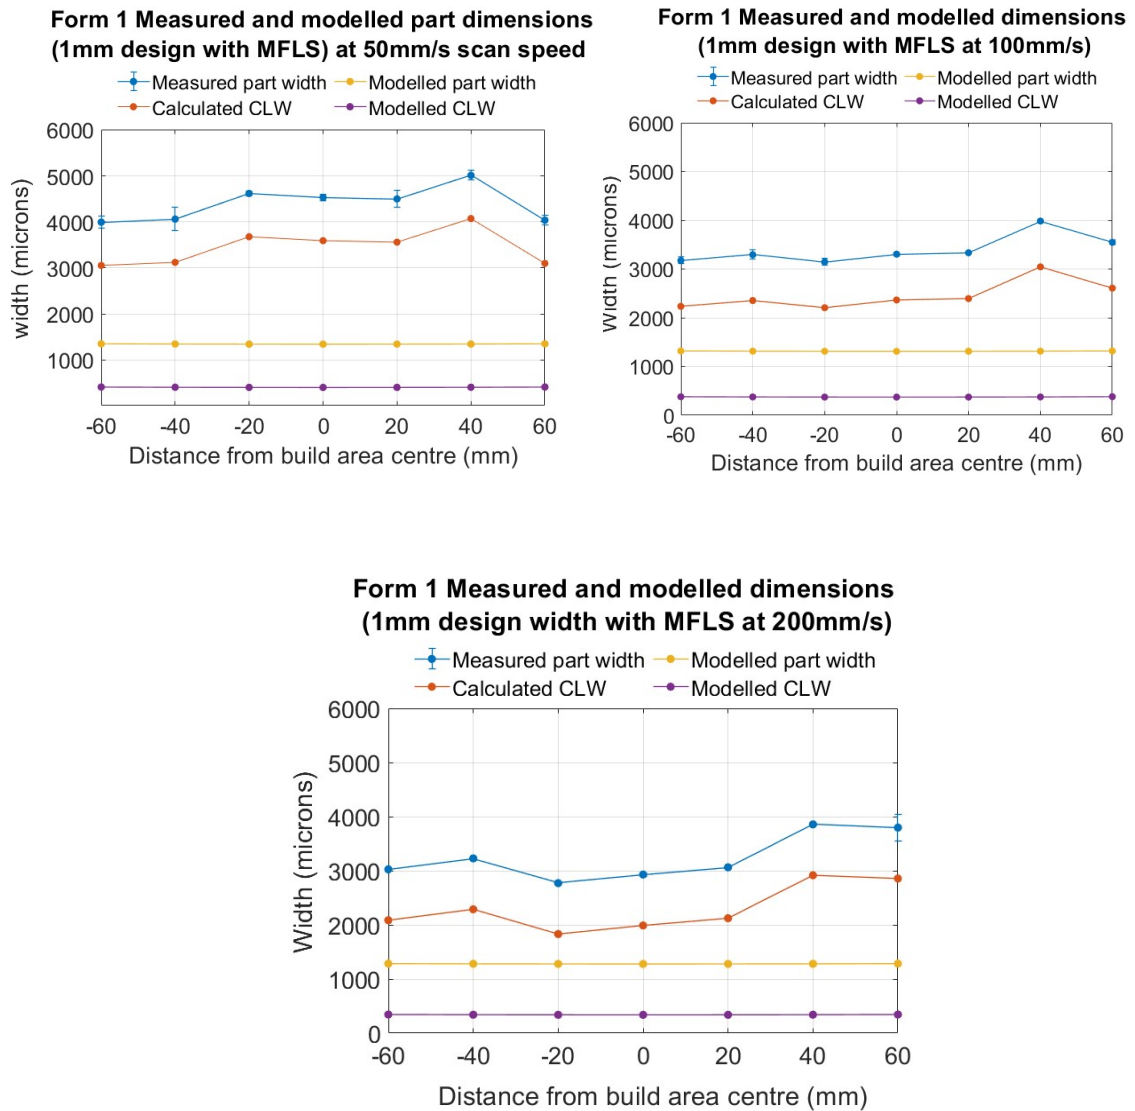 Form 1 Measured and modelled part dimensions
(1mm design with MFLS) at 50mm/s scan speed
Measured part width Modelled part width
Calculated CLW Modelled CLW
6000
5000
4000
3000
2000
1000
width (microns)
-60 -40 -20 0 20 40 60
Distance from build area centre (mm)
Form 1 Measured and modelled dimensions
(1mm design with MFLS at 100mm/s)
Measured part width Modelled part width
Calculated CLW Modelled CLW
6000
5000
4000
3000
2000
1000
0
Width (microns)
-60 -40 -20 0 20 40 60
Distance from build area centre (mm)
Form 1 Measured and modelled dimensions
(1mm design width with MFLS at 200mm/s)
Measured part width Modelled part width
Calculated CLW Modelled CLW
6000
5000
4000
3000
2000
1000
0
Width (microns)
-60 -40 -20 0 20 40 60
Distance from build area centre (mm)